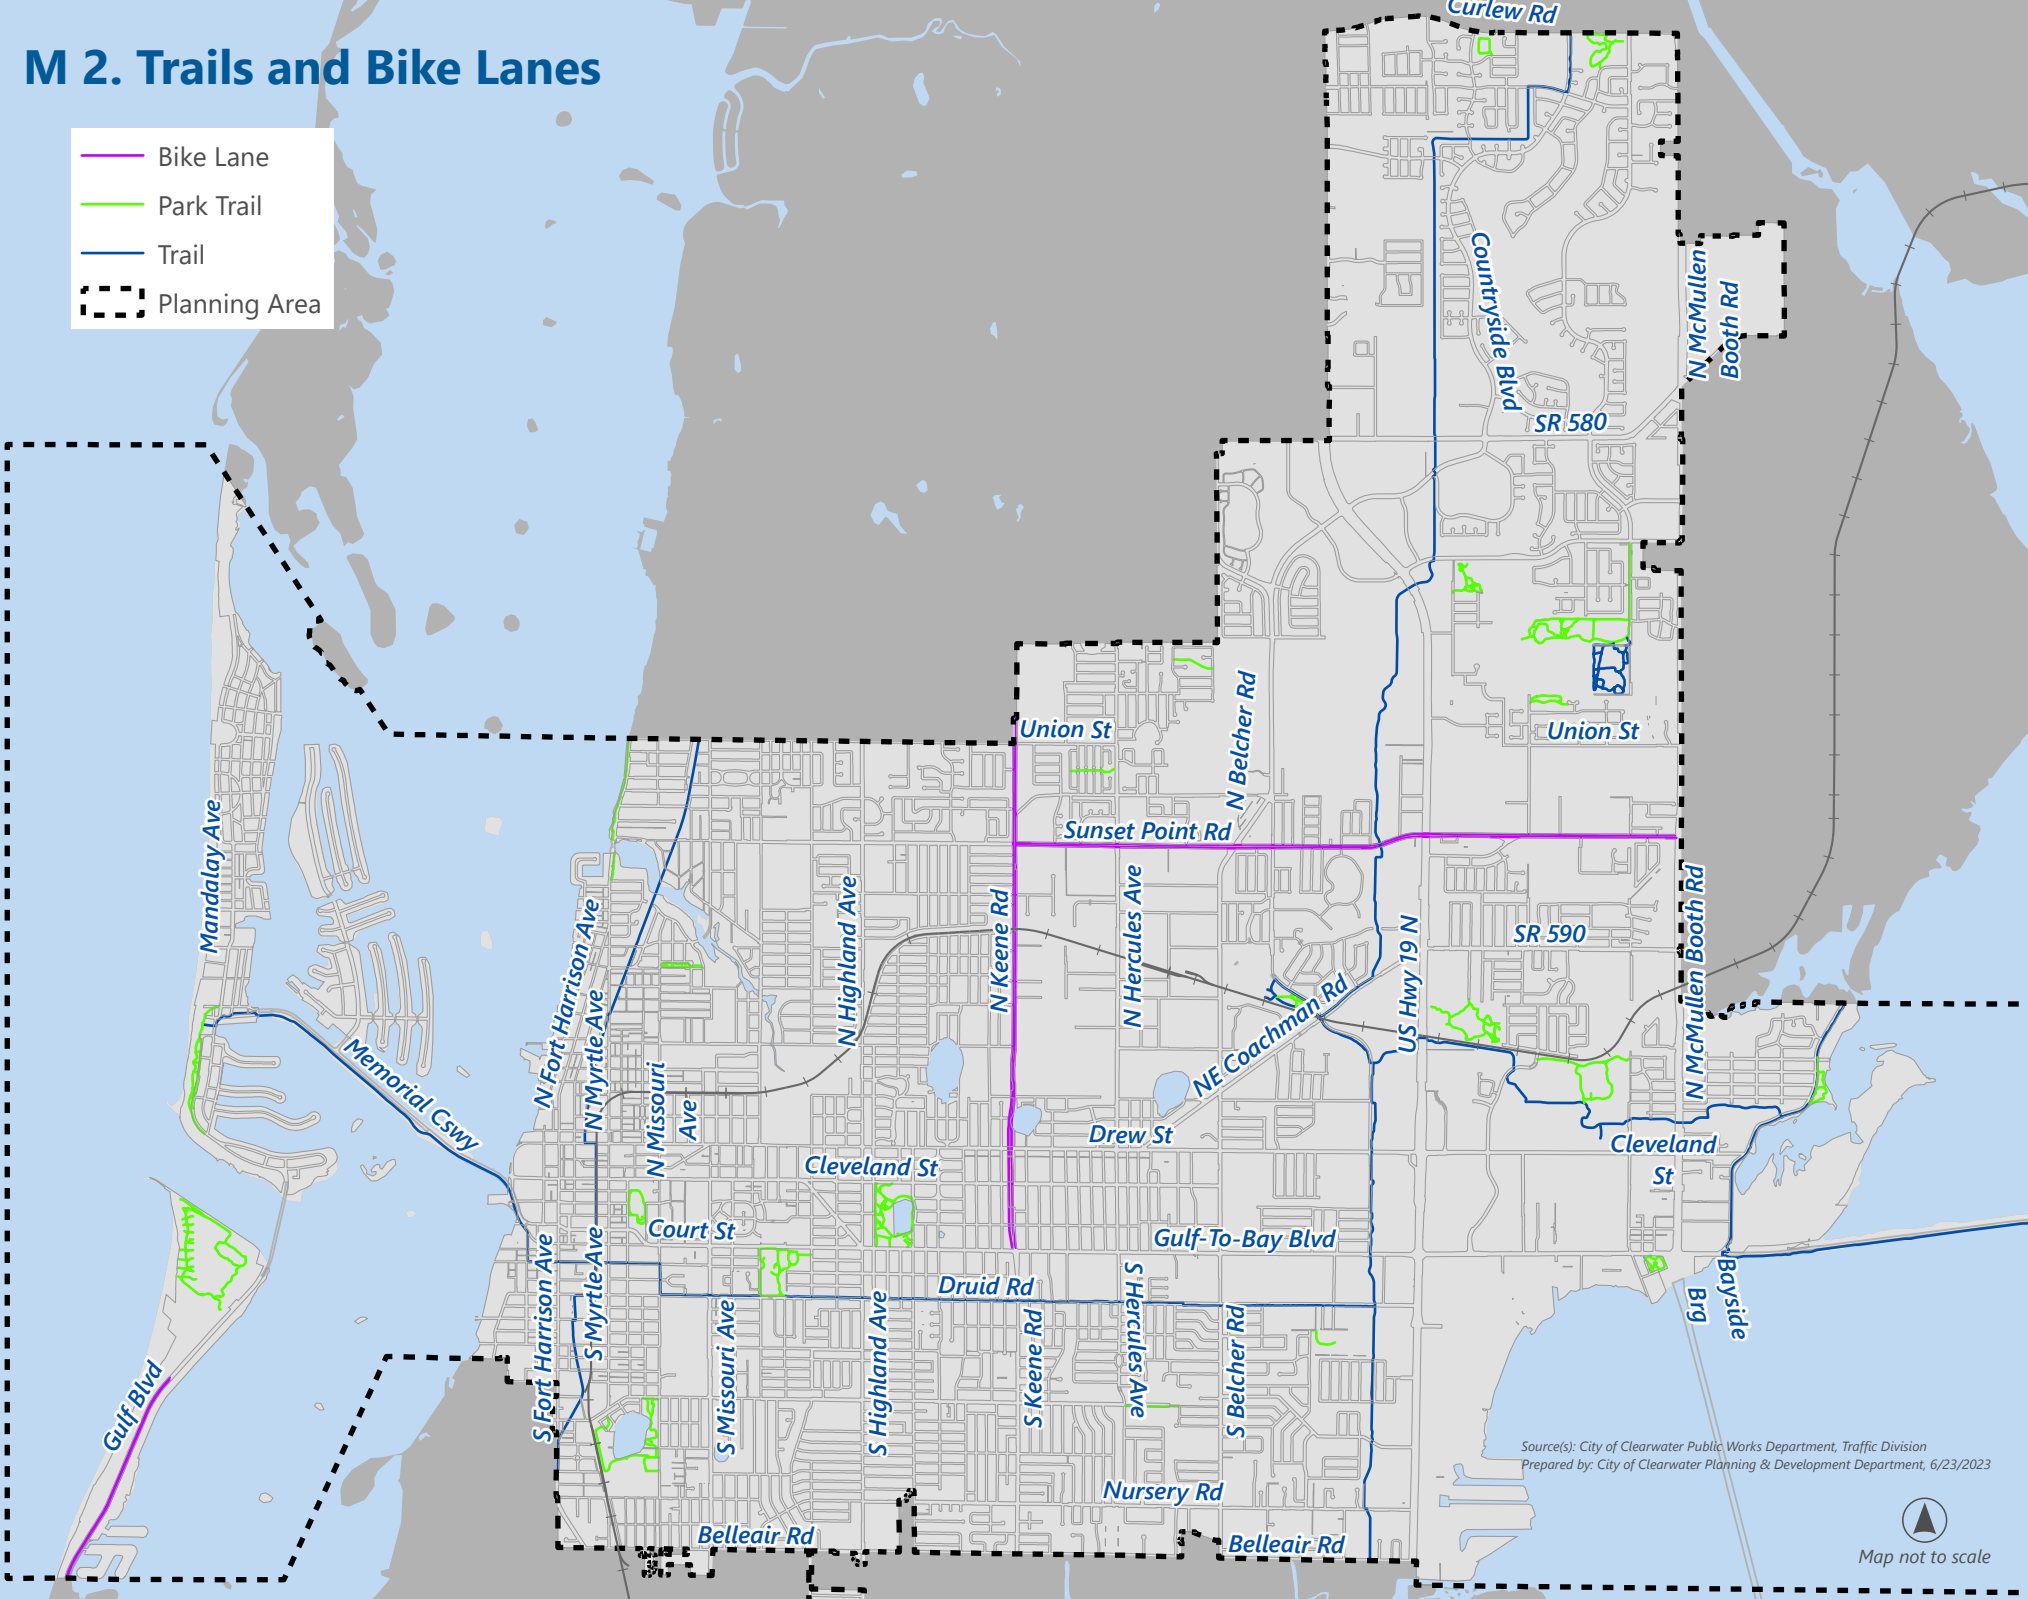 Curlew Rd
M 2. Trails and Bike Lanes
Bike Lane
Park Trail
Trail
Planning Area
Countryside Blvd
N McMullen
Booth Rd
SR 580
Union St
N Belcher Rd
Union St
Mandalay Ave
Sunset Point Rd
N Fort Harrison Ave
N Highland Ave
N Keene Rd
N Hercules Ave
US Hwy 19 N
SR 590
N McMullen Booth Rd
N Myrtle Ave
NE Coachman Rd
Memorial Cswy
N Missouri
Ave
Drew St
Cleveland
St
Cleveland St
Court St
Gulf-To-Bay Blvd
S Fort Harrison Ave
S Myrtle Ave
Druid Rd
S Missouri Ave
S Highland Ave
S Keene Rd
S Hercules Ave
S Belcher Rd
Bayside
Brg
Gulf Blvd
Source(s): City of Clearwater Public Works Department, Traffic Division
Prepared by: City of Clearwater Planning & Development Department, 6/23/2023
Nursery Rd
Belleair Rd
Belleair Rd
Map not to scale